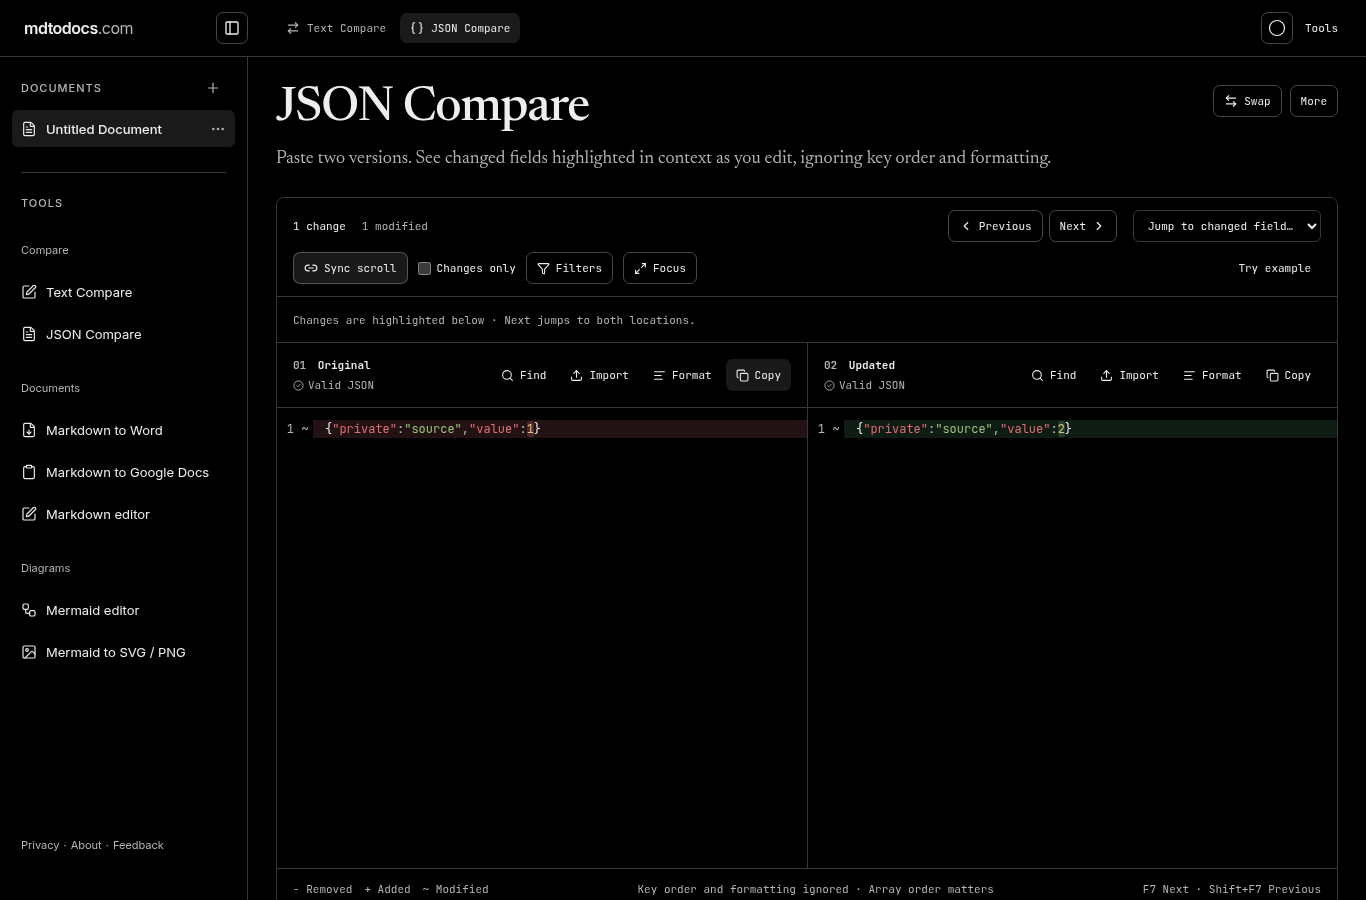 mdtodocs.com
Text Compare
{} JSON Compare
Tools
DOCUMENTS
Untitled Document
TOOLS
Compare
Text Compare
JSON Compare
Documents
Markdown to Word
Markdown to Google Docs
Markdown editor
Diagrams
Mermaid editor
Mermaid to SVG / PNG
Privacy · About · Feedback
JSON Compare
Swap
More
Paste two versions. See changed fields highlighted in context as you edit, ignoring key order and formatting.
1 change 1 modified
Previous
Next
Jump to changed field…
Sync scroll
Changes only
Filters
Focus
Try example
Changes are highlighted below · Next jumps to both locations.
01 Original
Valid JSON
Find
Import
Format
Copy
1 ~ {"private":"source","value":1}
02 Updated
Valid JSON
Find
Import
Format
Copy
1 ~ {"private":"source","value":2}
- Removed + Added ~ Modified
Key order and formatting ignored · Array order matters
F7 Next · Shift+F7 Previous